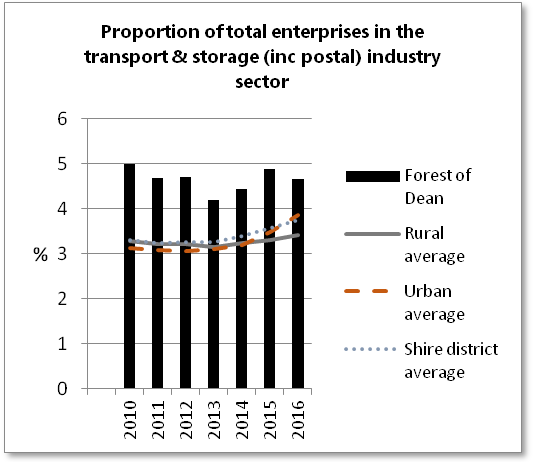 Proportion of total enterprises in the
transport & storage (inc postal) industry
sector
6
5
4
3
2
1
0
%
2010
2011
2012
2013
2014
2015
2016
Forest of
Dean
Rural
average
Urban
average
Shire district
average